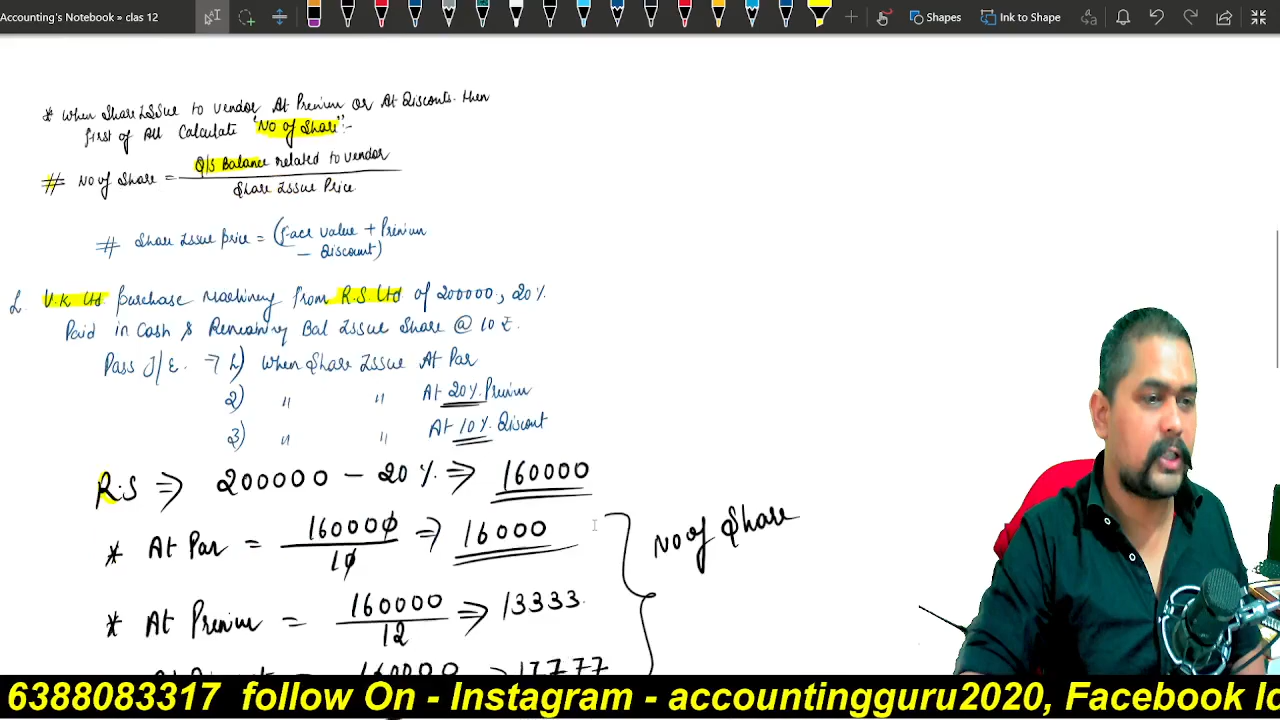 Accounting's Notebook » clas 12
Shapes
Ink to Shape
* When Share Issue to vendor At Premium or At Discounts. then
first of All Calculate "No of Share" :-
# No of Share = O/S Balance related to vendor
Share Issue Price
# Share Issue price = (face value + Premium
- Discount)
V.K Ltd purchase Machinery from R.S. Ltd of 200000, 20%
Paid in Cash & Remaining Bal Issue Share @ 10 ₹.
Pass J/E. → 1) When Share Issue At Par
2) " " At 20% Premium
3) " " At 10% Discount
R.S ⇒ 200000 - 20% ⇒ 160000
* At Par = 160000 ⇒ 16000
10
No of Share
* At Premium = 160000 ⇒ 13333
12
160000 ⇒ 17777
6388083317 follow On - Instagram - accountingguru2020, Facebook Id